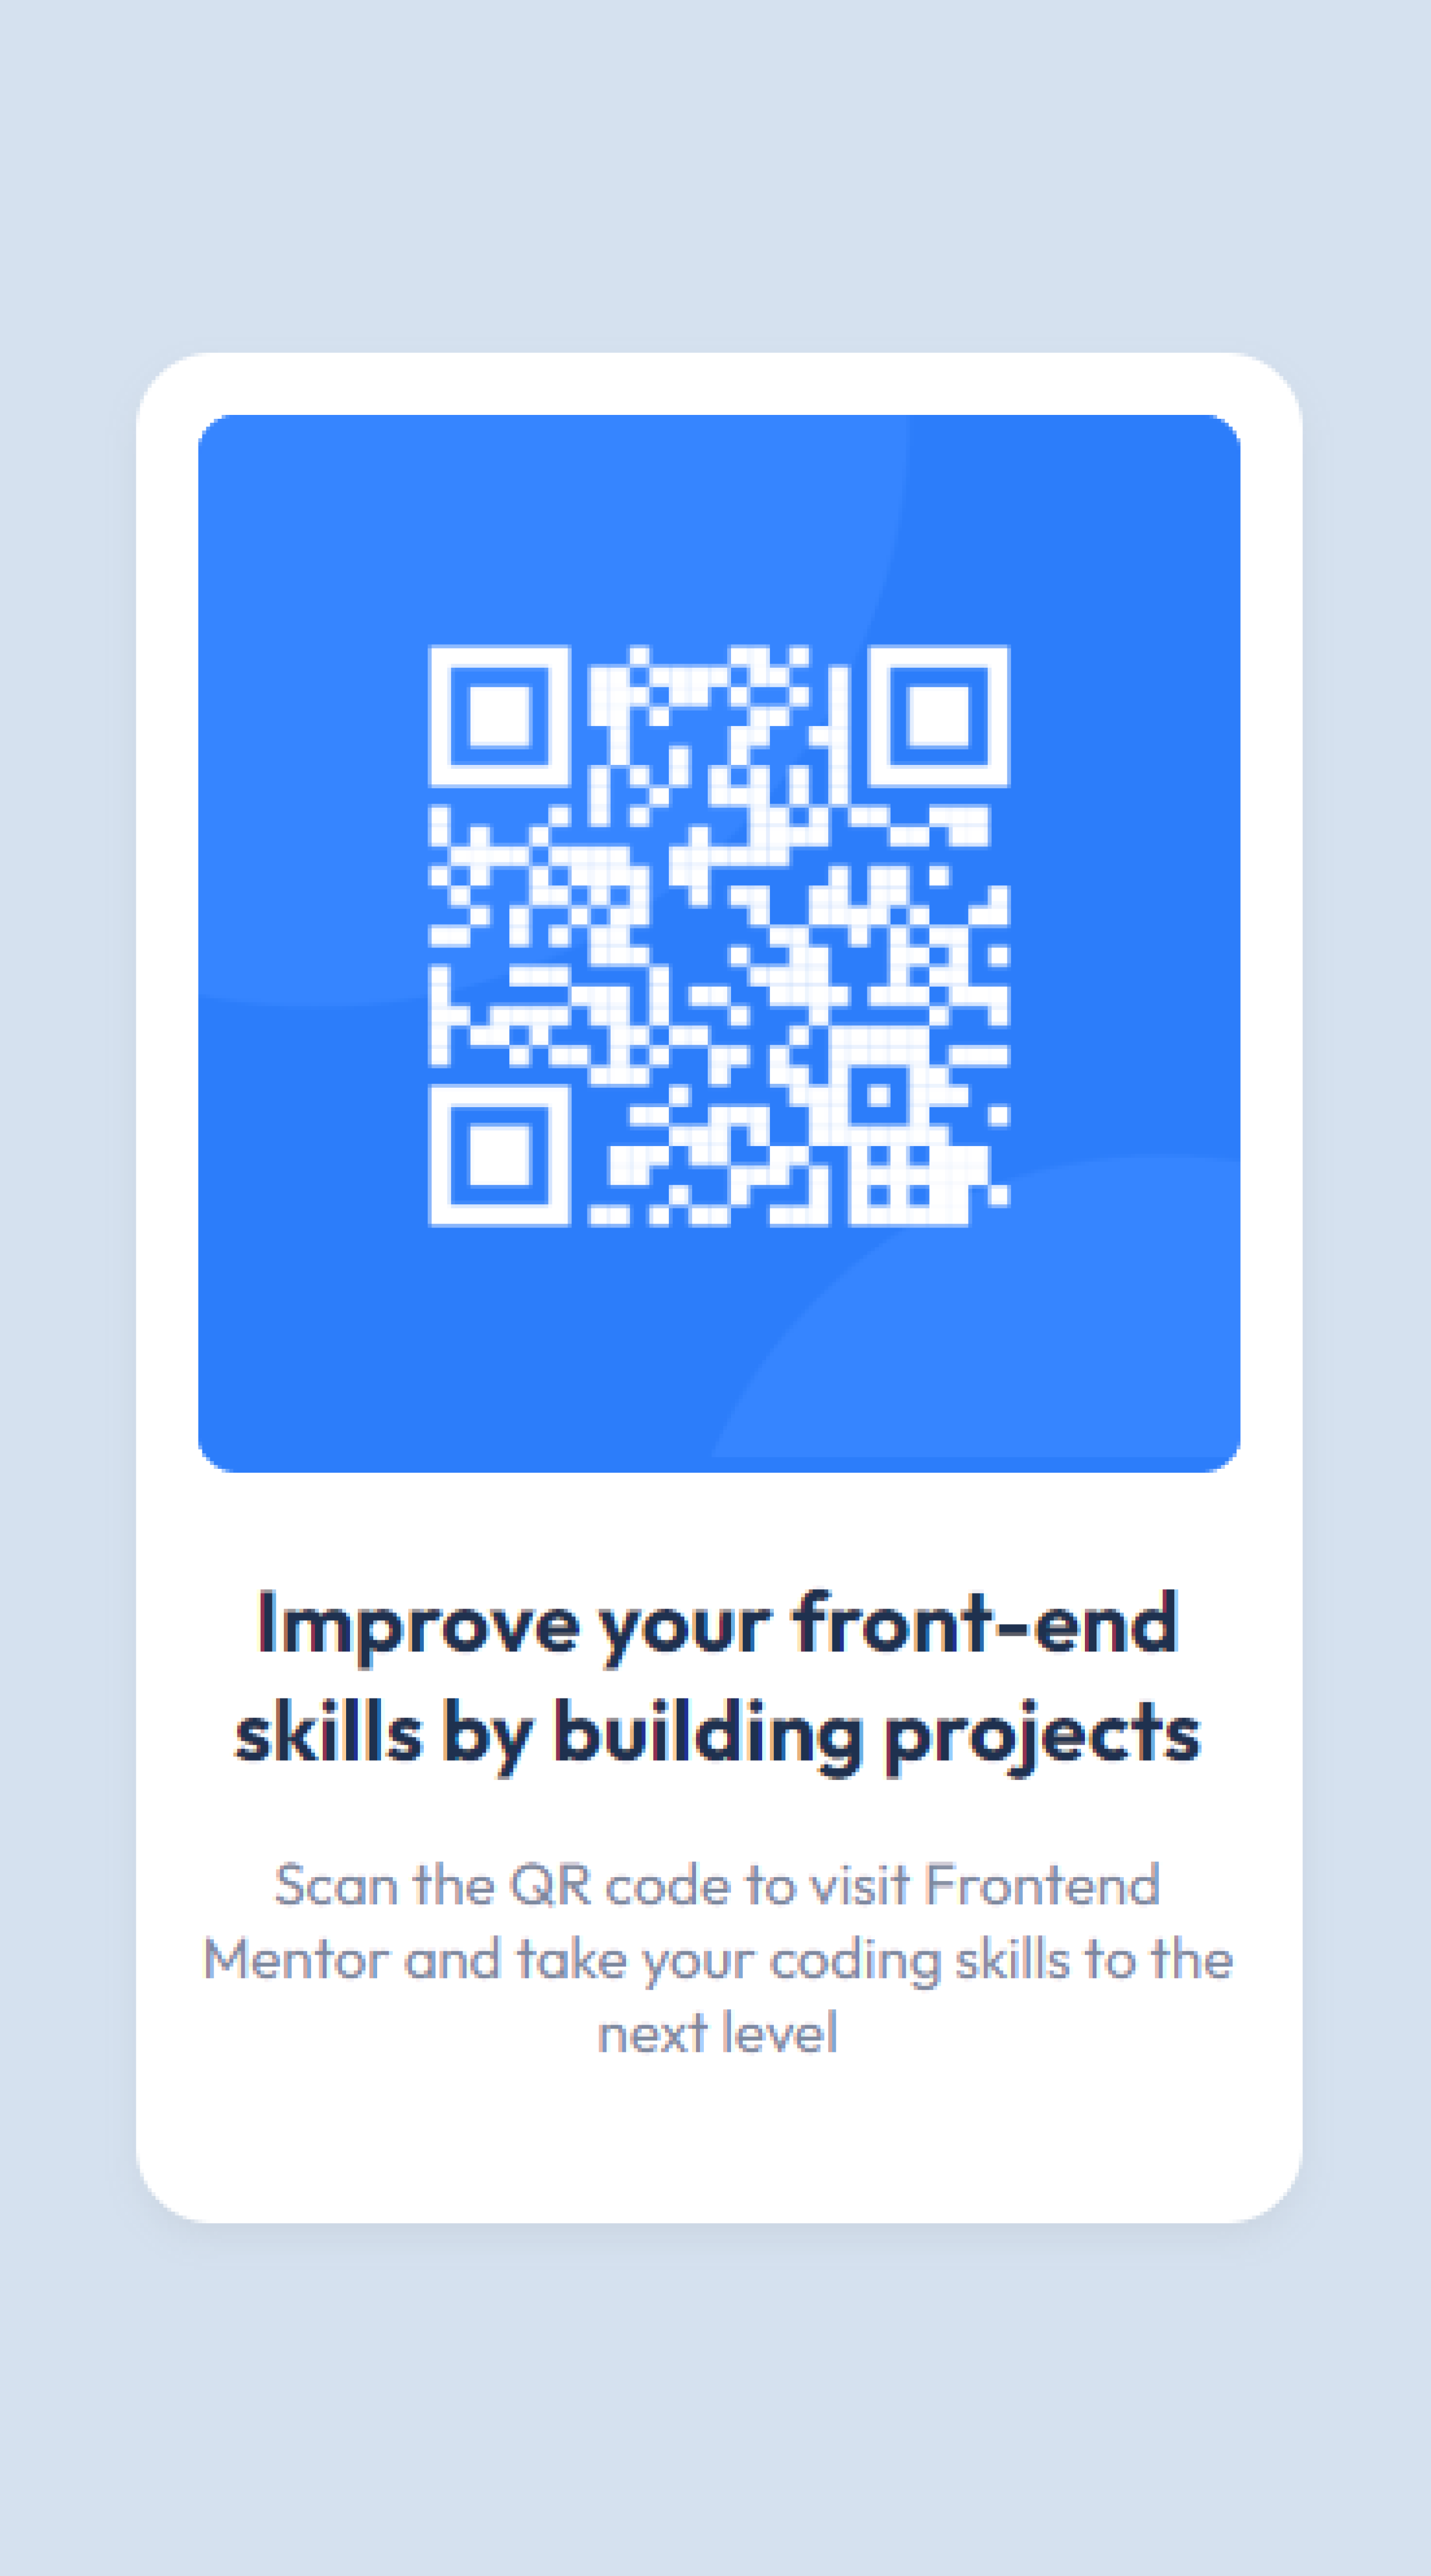 Improve your front-end
skills by building projects
Scan the QR code to visit Frontend
Mentor and take your coding skills to the
next level